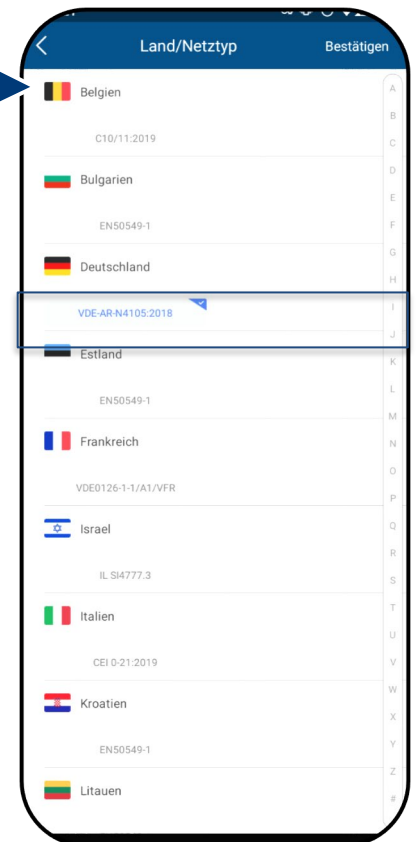 Land/Netztyp Bestätigen
Belgien
C10/11:2019
Bulgarien
EN50549-1
Deutschland
VDE-AR-N4105:2018
Estland
EN50549-1
Frankreich
VDE0126-1-1/A1/VFR
Israel
IL SI4777.3
Italien
CEI 0-21:2019
Kroatien
EN50549-1
Litauen
A
B
C
D
E
F
G
H
I
J
K
L
M
N
O
P
Q
R
S
T
U
V
W
X
Y
Z
#